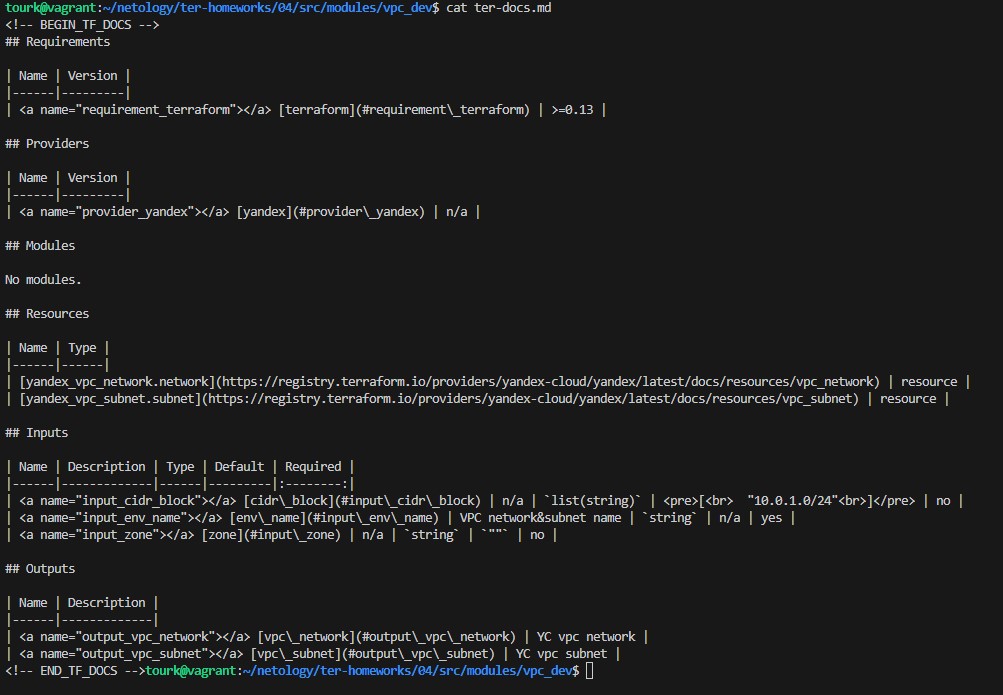 tourk@vagrant:~/netology/ter-homeworks/04/src/modules/vpc_dev$ cat ter-docs.md
<!-- BEGIN_TF_DOCS -->
## Requirements
| Name | Version |
|------|---------|
| <a name="requirement_terraform"></a> [terraform](#requirement\_terraform) | >=0.13 |
## Providers
| Name | Version |
|------|---------|
| <a name="provider_yandex"></a> [yandex](#provider\_yandex) | n/a |
## Modules
No modules.
## Resources
| Name | Type |
|------|------|
| [yandex_vpc_network.network](https://registry.terraform.io/providers/yandex-cloud/yandex/latest/docs/resources/vpc_network) | resource |
| [yandex_vpc_subnet.subnet](https://registry.terraform.io/providers/yandex-cloud/yandex/latest/docs/resources/vpc_subnet) | resource |
## Inputs
| Name | Description | Type | Default | Required |
|------|-------------|------|---------|:--------:|
| <a name="input_cidr_block"></a> [cidr\_block](#input\_cidr\_block) | n/a | `list(string)` | <pre>[<br>  "10.0.1.0/24"<br>]</pre> | no |
| <a name="input_env_name"></a> [env\_name](#input\_env\_name) | VPC network&subnet name | `string` | n/a | yes |
| <a name="input_zone"></a> [zone](#input\_zone) | n/a | `string` | `""` | no |
## Outputs
| Name | Description |
|------|-------------|
| <a name="output_vpc_network"></a> [vpc\_network](#output\_vpc\_network) | YC vpc network |
| <a name="output_vpc_subnet"></a> [vpc\_subnet](#output\_vpc\_subnet) | YC vpc subnet |
<!-- END_TF_DOCS -->tourk@vagrant:~/netology/ter-homeworks/04/src/modules/vpc_dev$